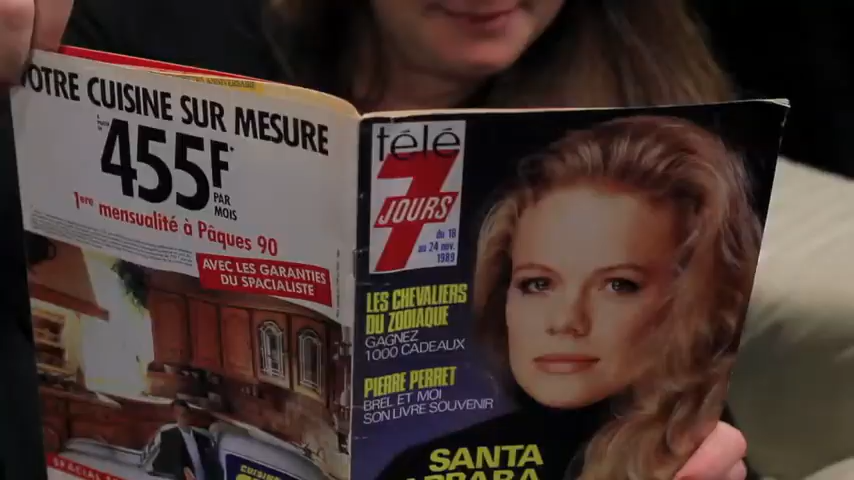 VOTRE CUISINE SUR MESURE
455F*
PAR
MOIS
1ere mensualité à Pâques 90
AVEC LES GARANTIES
DU SPECIALISTE
télé
7
JOURS
du 18
au 24 nov.
1989
LES CHEVALIERS
DU ZODIAQUE
GAGNEZ
1000 CADEAUX
PIERRE PERRET
BREL ET MOI
SON LIVRE SOUVENIR
SANTA
BARBARA